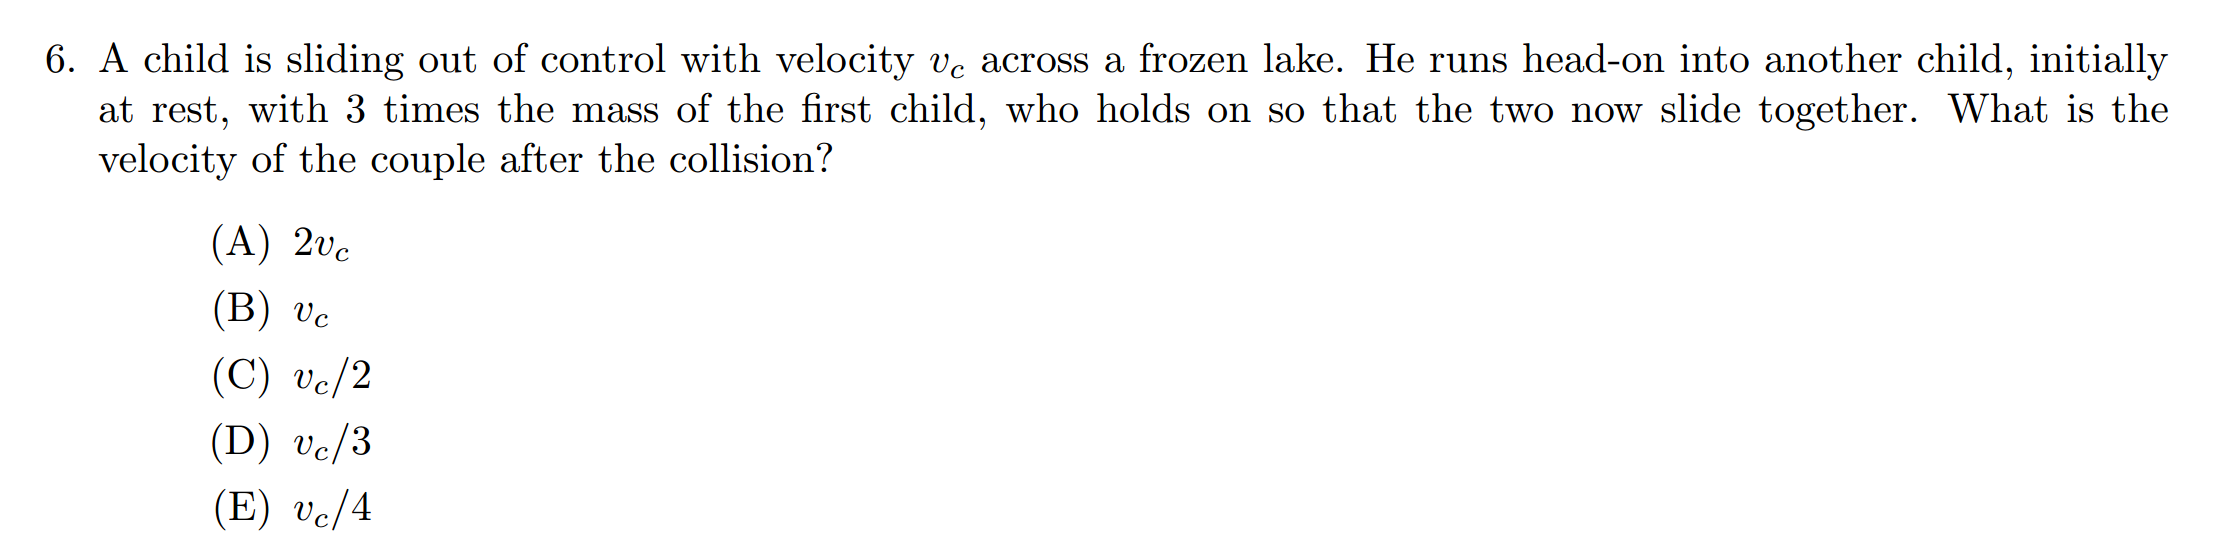 6. A child is sliding out of control with velocity $v_c$ across a frozen lake. He runs head-on into another child, initially
at rest, with 3 times the mass of the first child, who holds on so that the two now slide together. What is the
velocity of the couple after the collision?
(A) $2v_c$
(B) $v_c$
(C) $v_c/2$
(D) $v_c/3$
(E) $v_c/4$